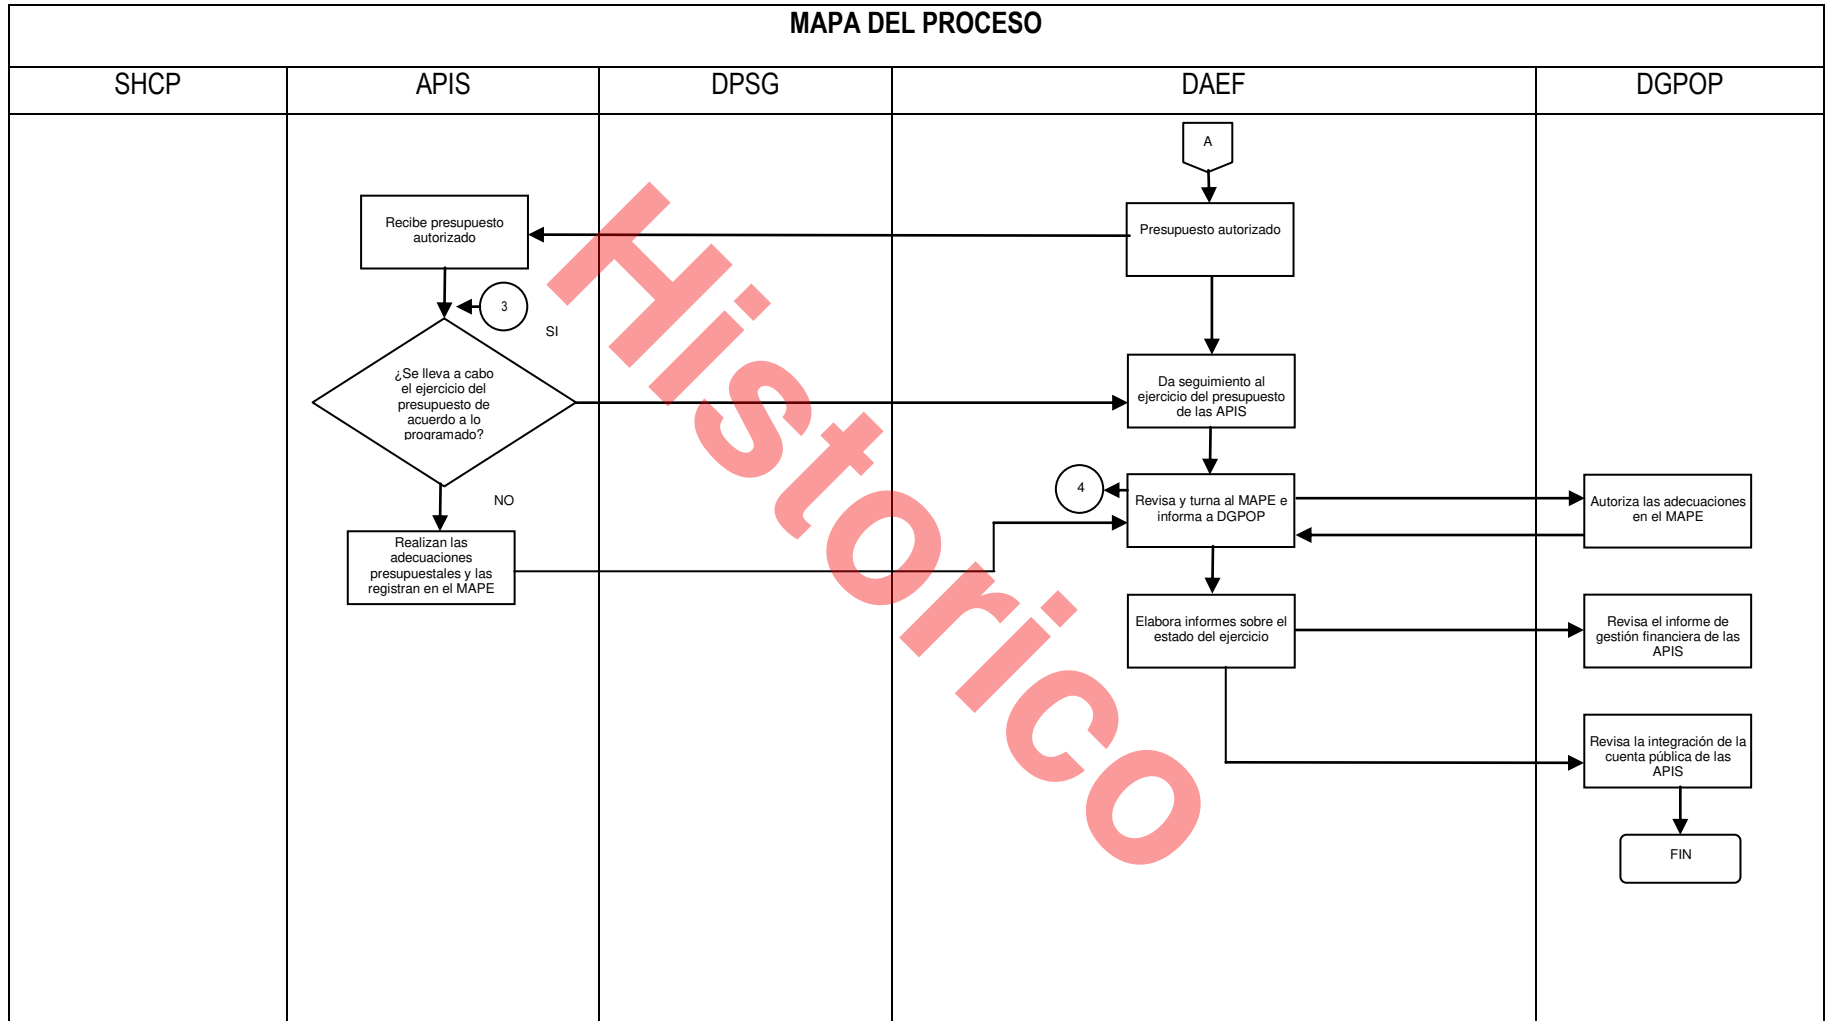 MAPA DEL PROCESO
SHCP
APIS
DPSG
DAEF
DGPOP
A
Recibe presupuesto
autorizado
Presupuesto autorizado
3
SI
¿Se lleva a cabo
el ejercicio del
presupuesto de
acuerdo a lo
programado?
Da seguimiento al
ejercicio del presupuesto
de las APIS
NO
4
Revisa y turna al MAPE e
informa a DGPOP
Autoriza las adecuaciones
en el MAPE
Realizan las
adecuaciones
presupuestales y las
registran en el MAPE
Elabora informes sobre el
estado del ejercicio
Revisa el informe de
gestión financiera de las
APIS
Revisa la integración de la
cuenta pública de las
APIS
FIN
Historico